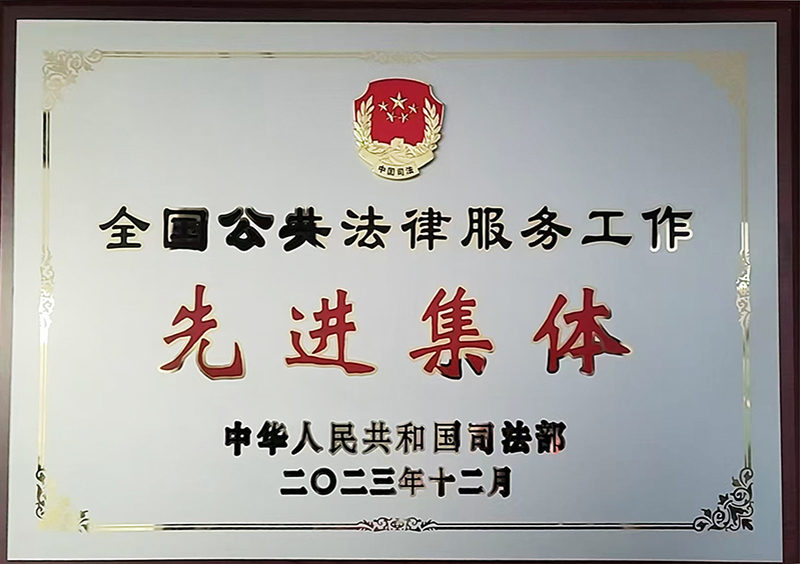 中国司法
全国公共法律服务工作
先进集体
中华人民共和国司法部
二〇二三年十二月